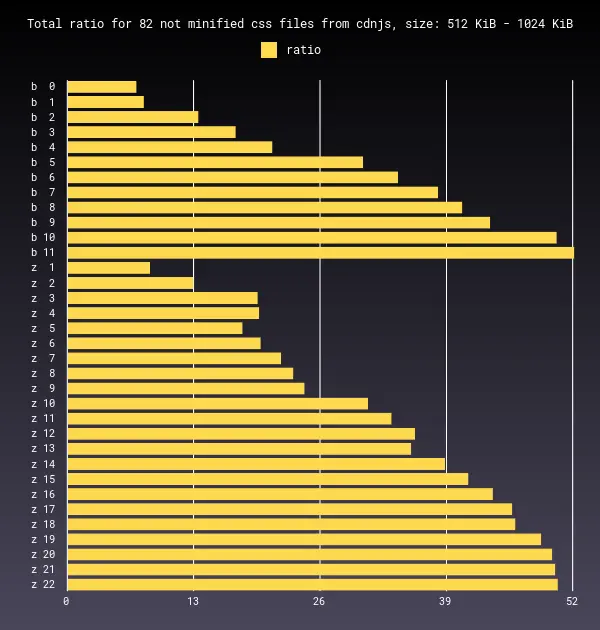 Total ratio for 82 not minified css files from cdnjs, size: 512 KiB - 1024 KiB
ratio
b 0
b 1
b 2
b 3
b 4
b 5
b 6
b 7
b 8
b 9
b 10
b 11
z 1
z 2
z 3
z 4
z 5
z 6
z 7
z 8
z 9
z 10
z 11
z 12
z 13
z 14
z 15
z 16
z 17
z 18
z 19
z 20
z 21
z 22
0 13 26 39 52